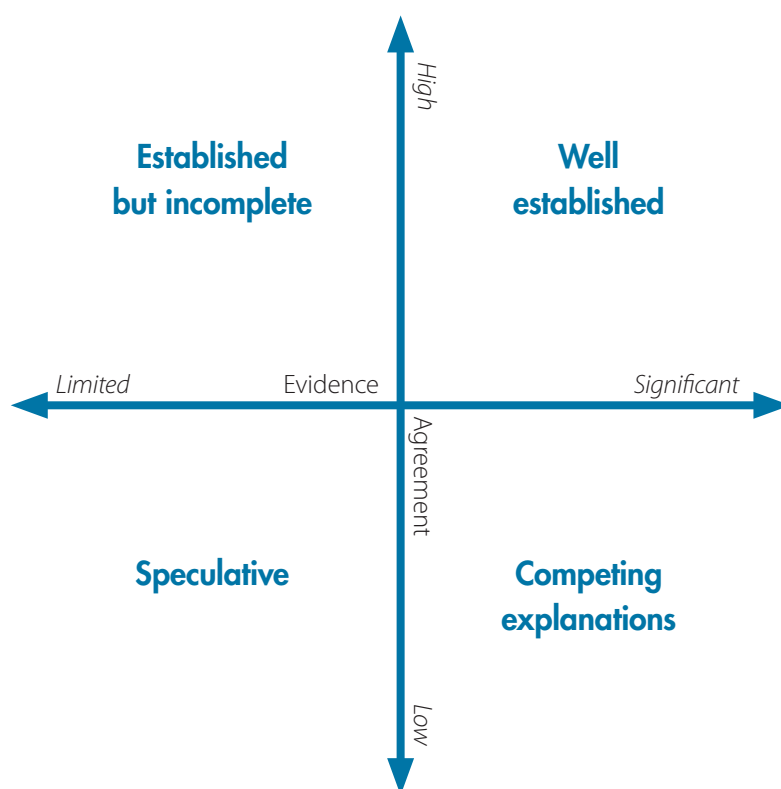 High
Established
but incomplete
Well
established
Limited
Evidence
Significant
Agreement
Speculative
Competing
explanations
Low